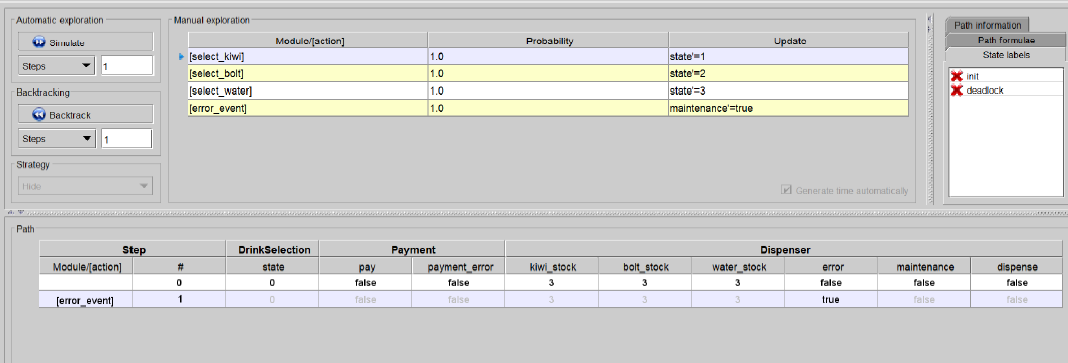 Automatic exploration
Simulate
Steps 1
Backtracking
Backtrack
Steps 1
Strategy
Hide
Manual exploration
Module/[action] Probability Update
[select_kiwi] 1.0 state'=1
[select_bolt] 1.0 state'=2
[select_water] 1.0 state'=3
[error_event] 1.0 maintenance'=true
Generate time automatically
Path information
Path formulae
State labels
init
deadlock
Path
Step DrinkSelection Payment Dispenser
Module/[action] # state pay payment_error kiwi_stock bolt_stock water_stock error maintenance dispense
0 0 false false 3 3 3 false false false
[error_event] 1 0 false false 3 3 3 true false false